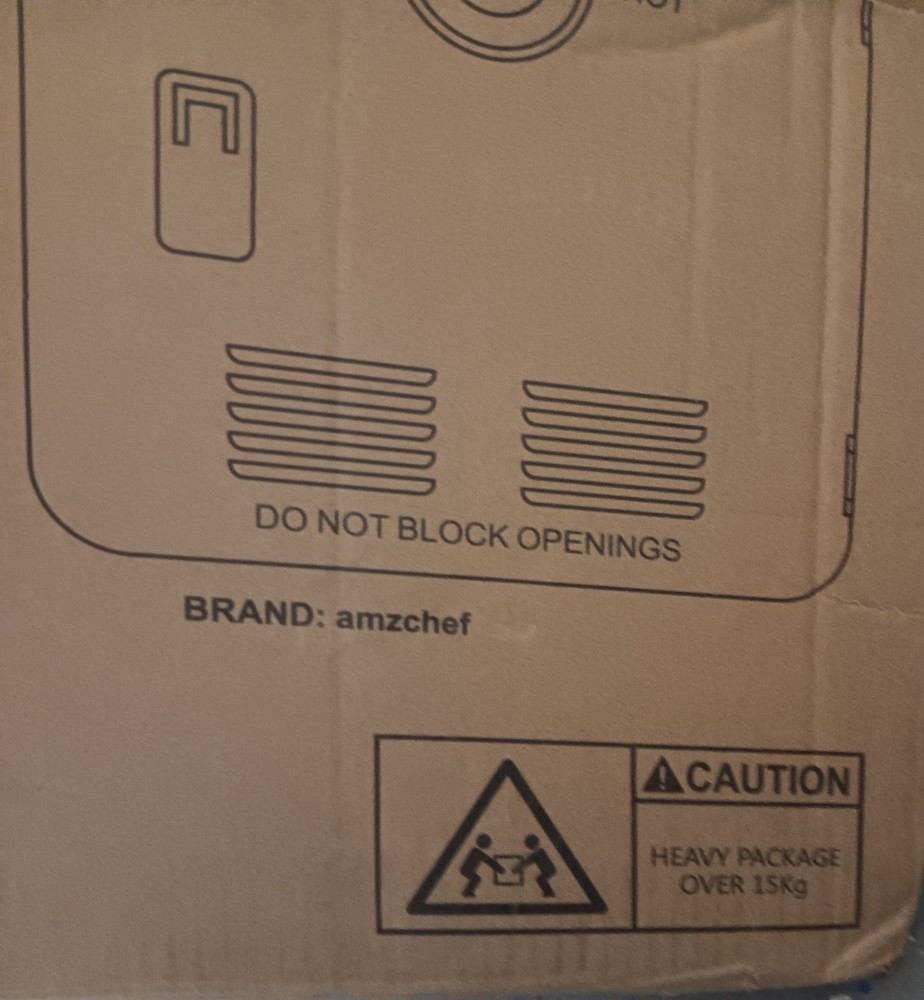 DO NOT BLOCK OPENINGS
BRAND: amzchef
CAUTION
HEAVY PACKAGE
OVER 15Kg